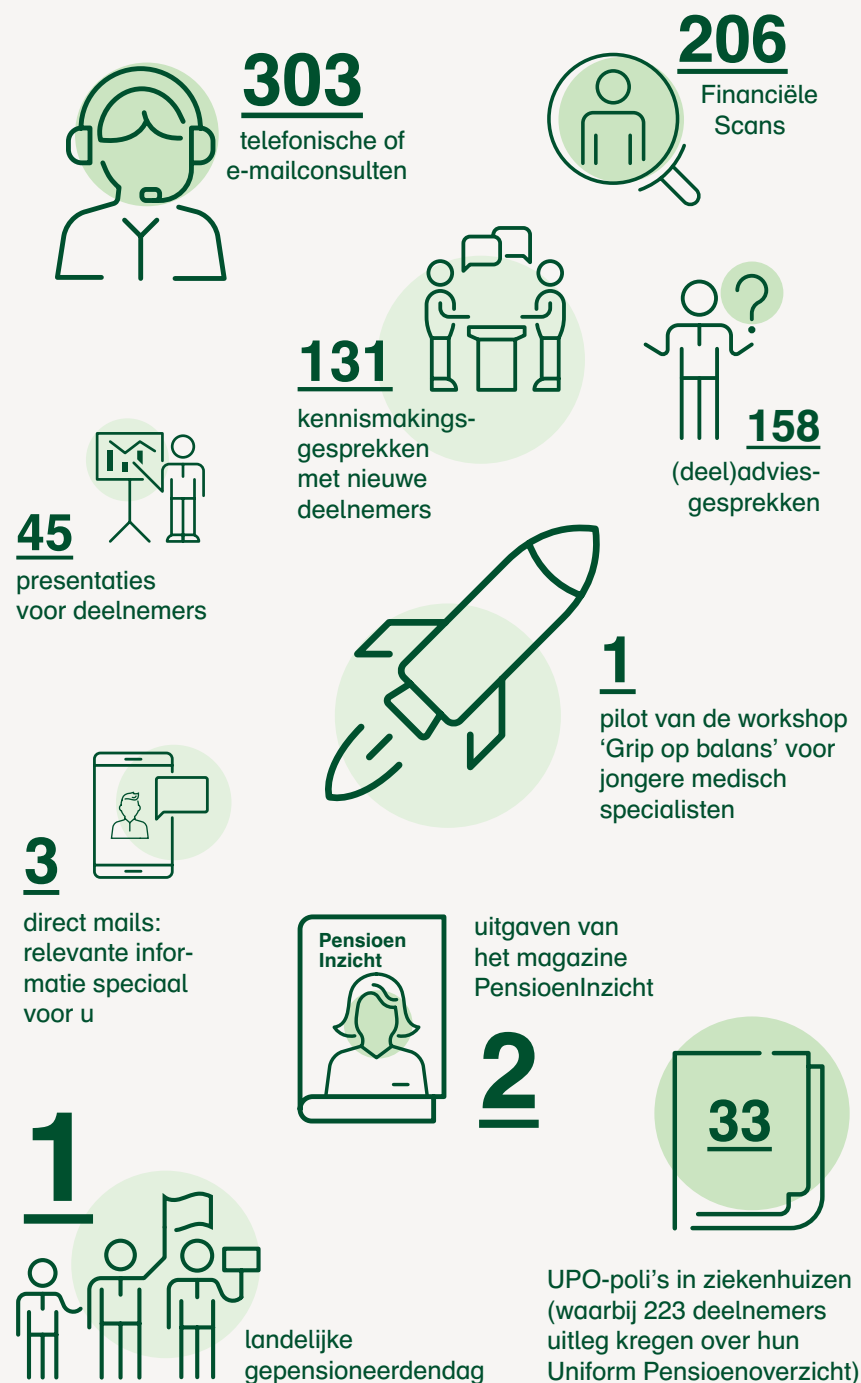 303
telefonische of
e-mailconsulten
206
Financiële
Scans
131
kennismakings-
gesprekken
met nieuwe
deelnemers
158
(deel)advies-
gesprekken
45
presentaties
voor deelnemers
1
pilot van de workshop
‘Grip op balans’ voor
jongere medisch
specialisten
3
direct mails:
relevante infor-
matie speciaal
voor u
Pensioen
Inzicht
uitgaven van
het magazine
PensioenInzicht
2
1
landelijke
gepensioneerdendag
33
UPO-poli’s in ziekenhuizen
(waarbij 223 deelnemers
uitleg kregen over hun
Uniform Pensioenoverzicht)